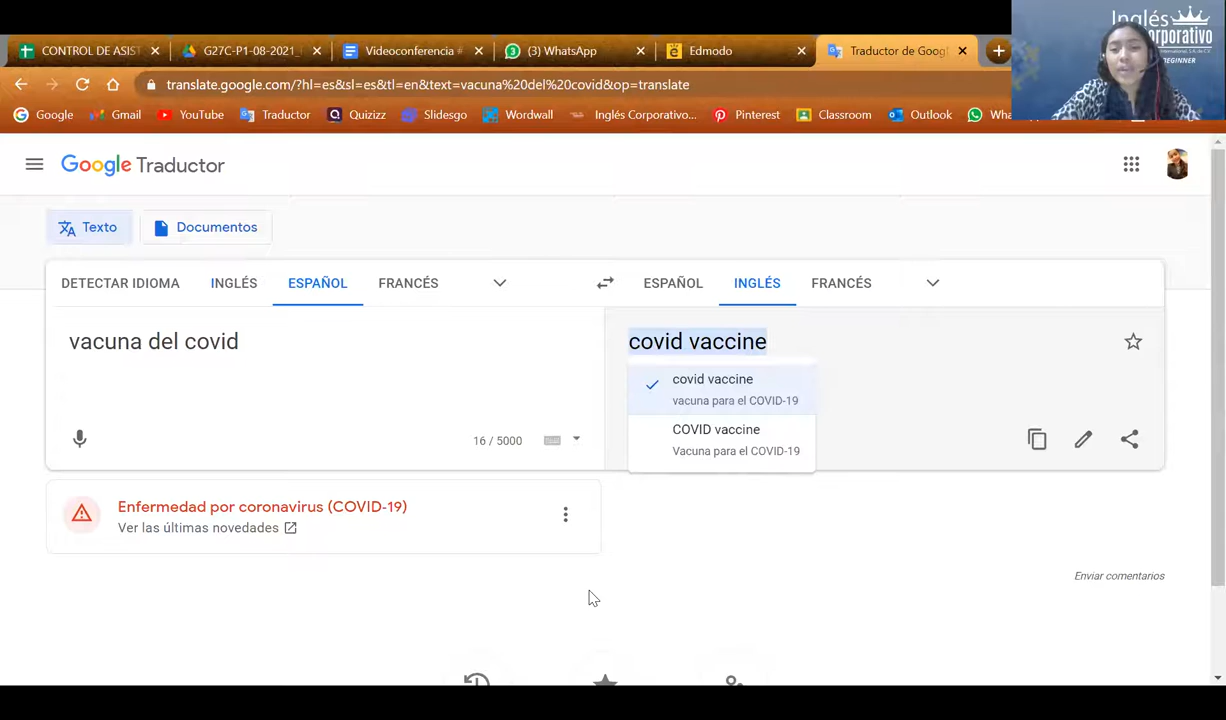 Inglés
Corporativo
BEGINNER
CONTROL DE ASIST
G27C-P1-08-2021_
Videoconferencia #
(3) WhatsApp
Edmodo
Traductor de Goog
translate.google.com/?hl=es&sl=es&tl=en&text=vacuna%20del%20covid&op=translate
Google Gmail YouTube Traductor Quizizz Slidesgo Wordwall Inglés Corporativo... Pinterest Classroom Outlook
Google Traductor
Texto
Documentos
DETECTAR IDIOMA INGLÉS ESPAÑOL FRANCÉS
ESPAÑOL INGLÉS FRANCÉS
vacuna del covid
covid vaccine
covid vaccine
vacuna para el COVID-19
COVID vaccine
Vacuna para el COVID-19
16 / 5000
Enfermedad por coronavirus (COVID-19)
Ver las últimas novedades
Enviar comentarios